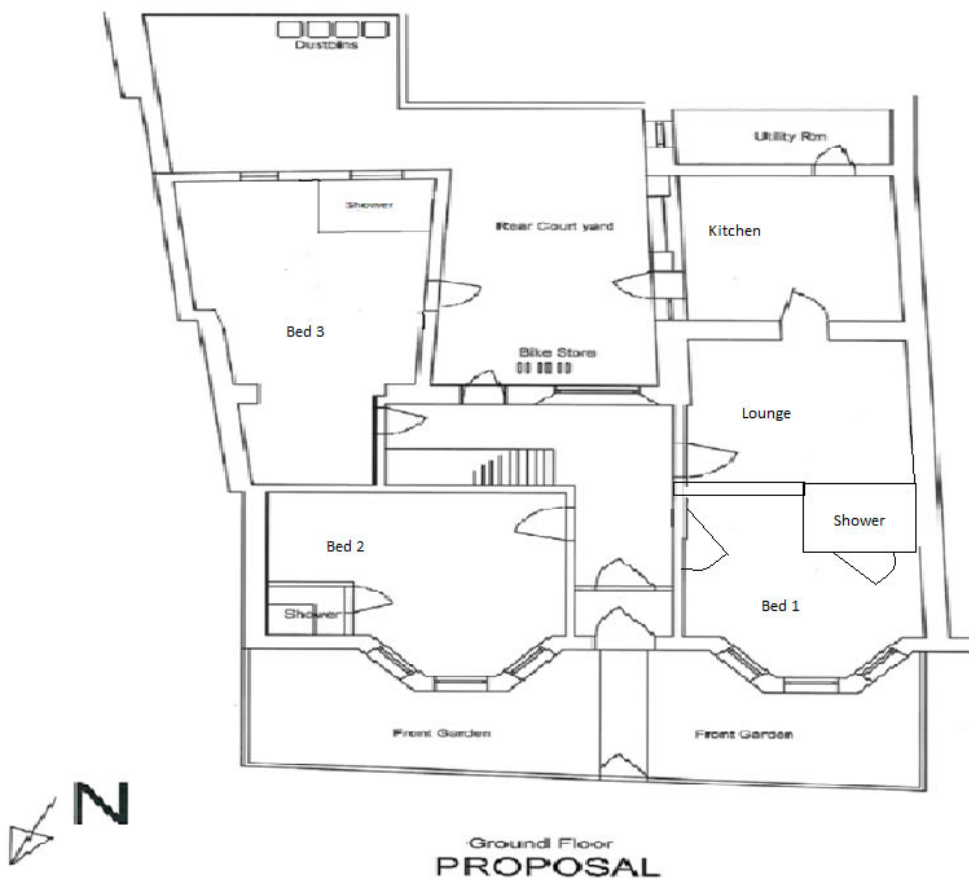 Dustbins
Utility Rm
Shower
Rear Court yard
Kitchen
Bed 3
Bike Store
Lounge
Shower
Bed 2
Bed 1
Shower
Front Garden
Front Garden
N
Ground Floor
PROPOSAL